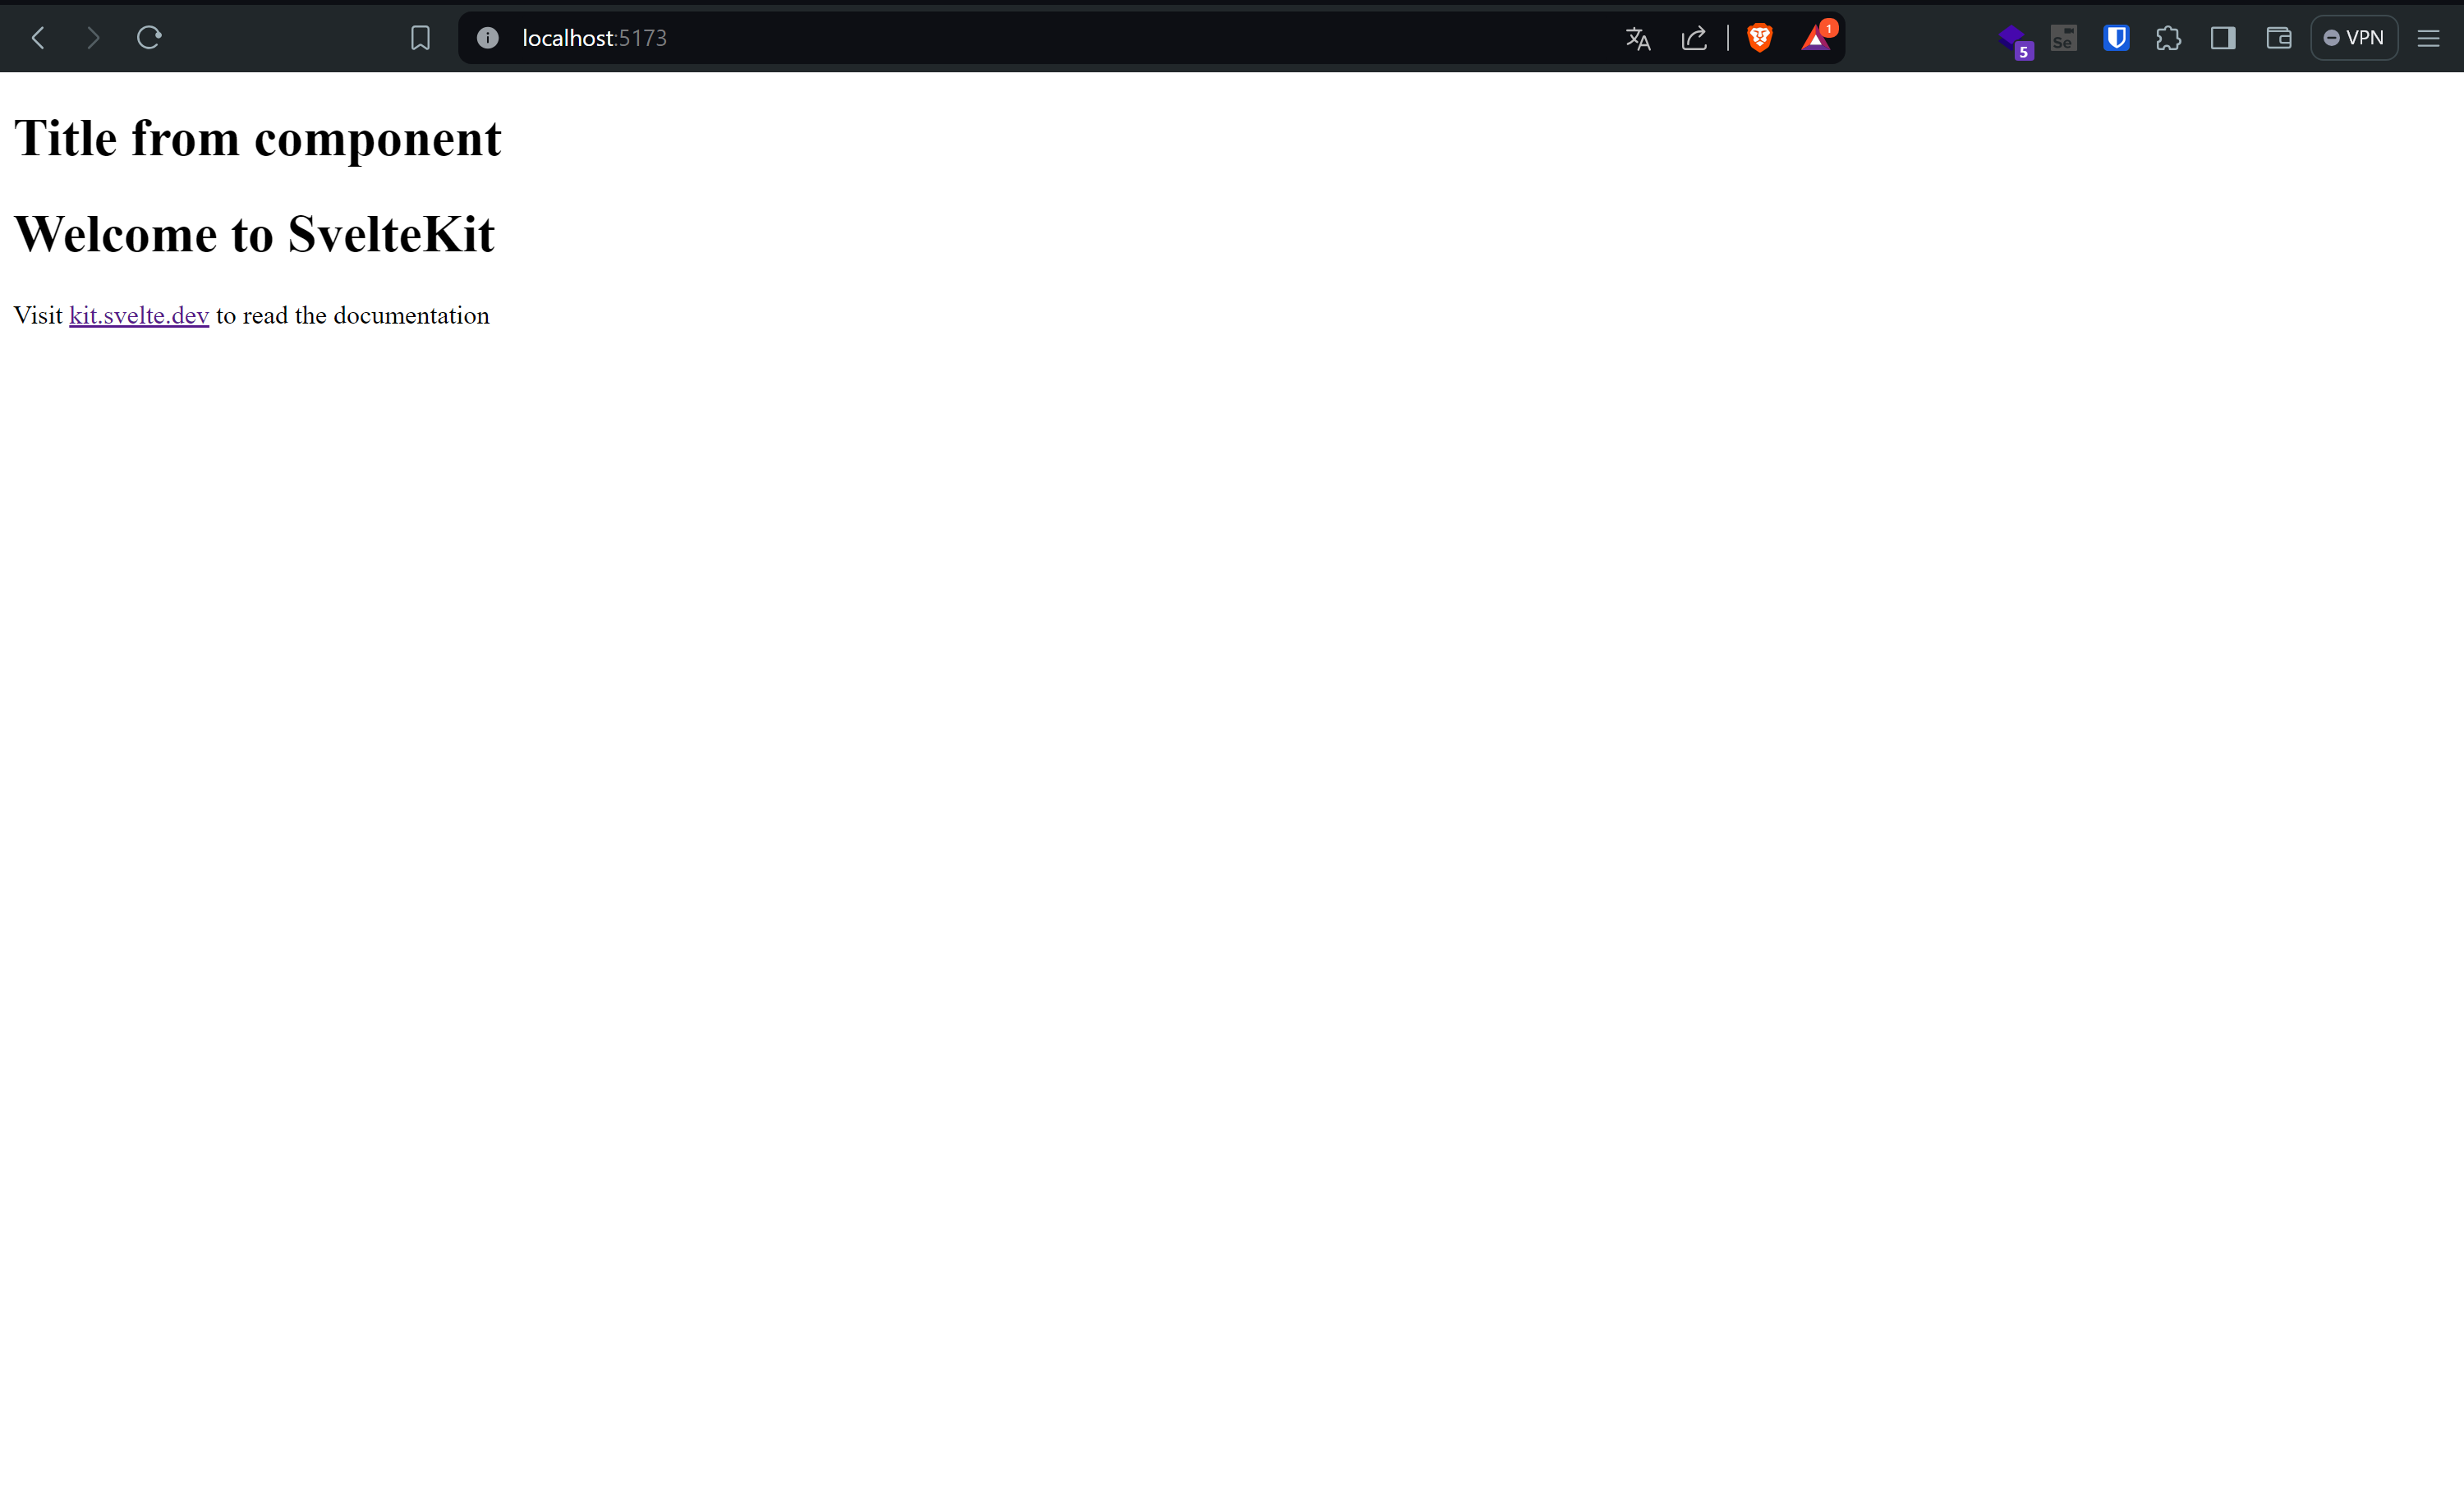 localhost:5173
1
5
Se
VPN
Title from component
Welcome to SvelteKit
Visit kit.svelte.dev to read the documentation